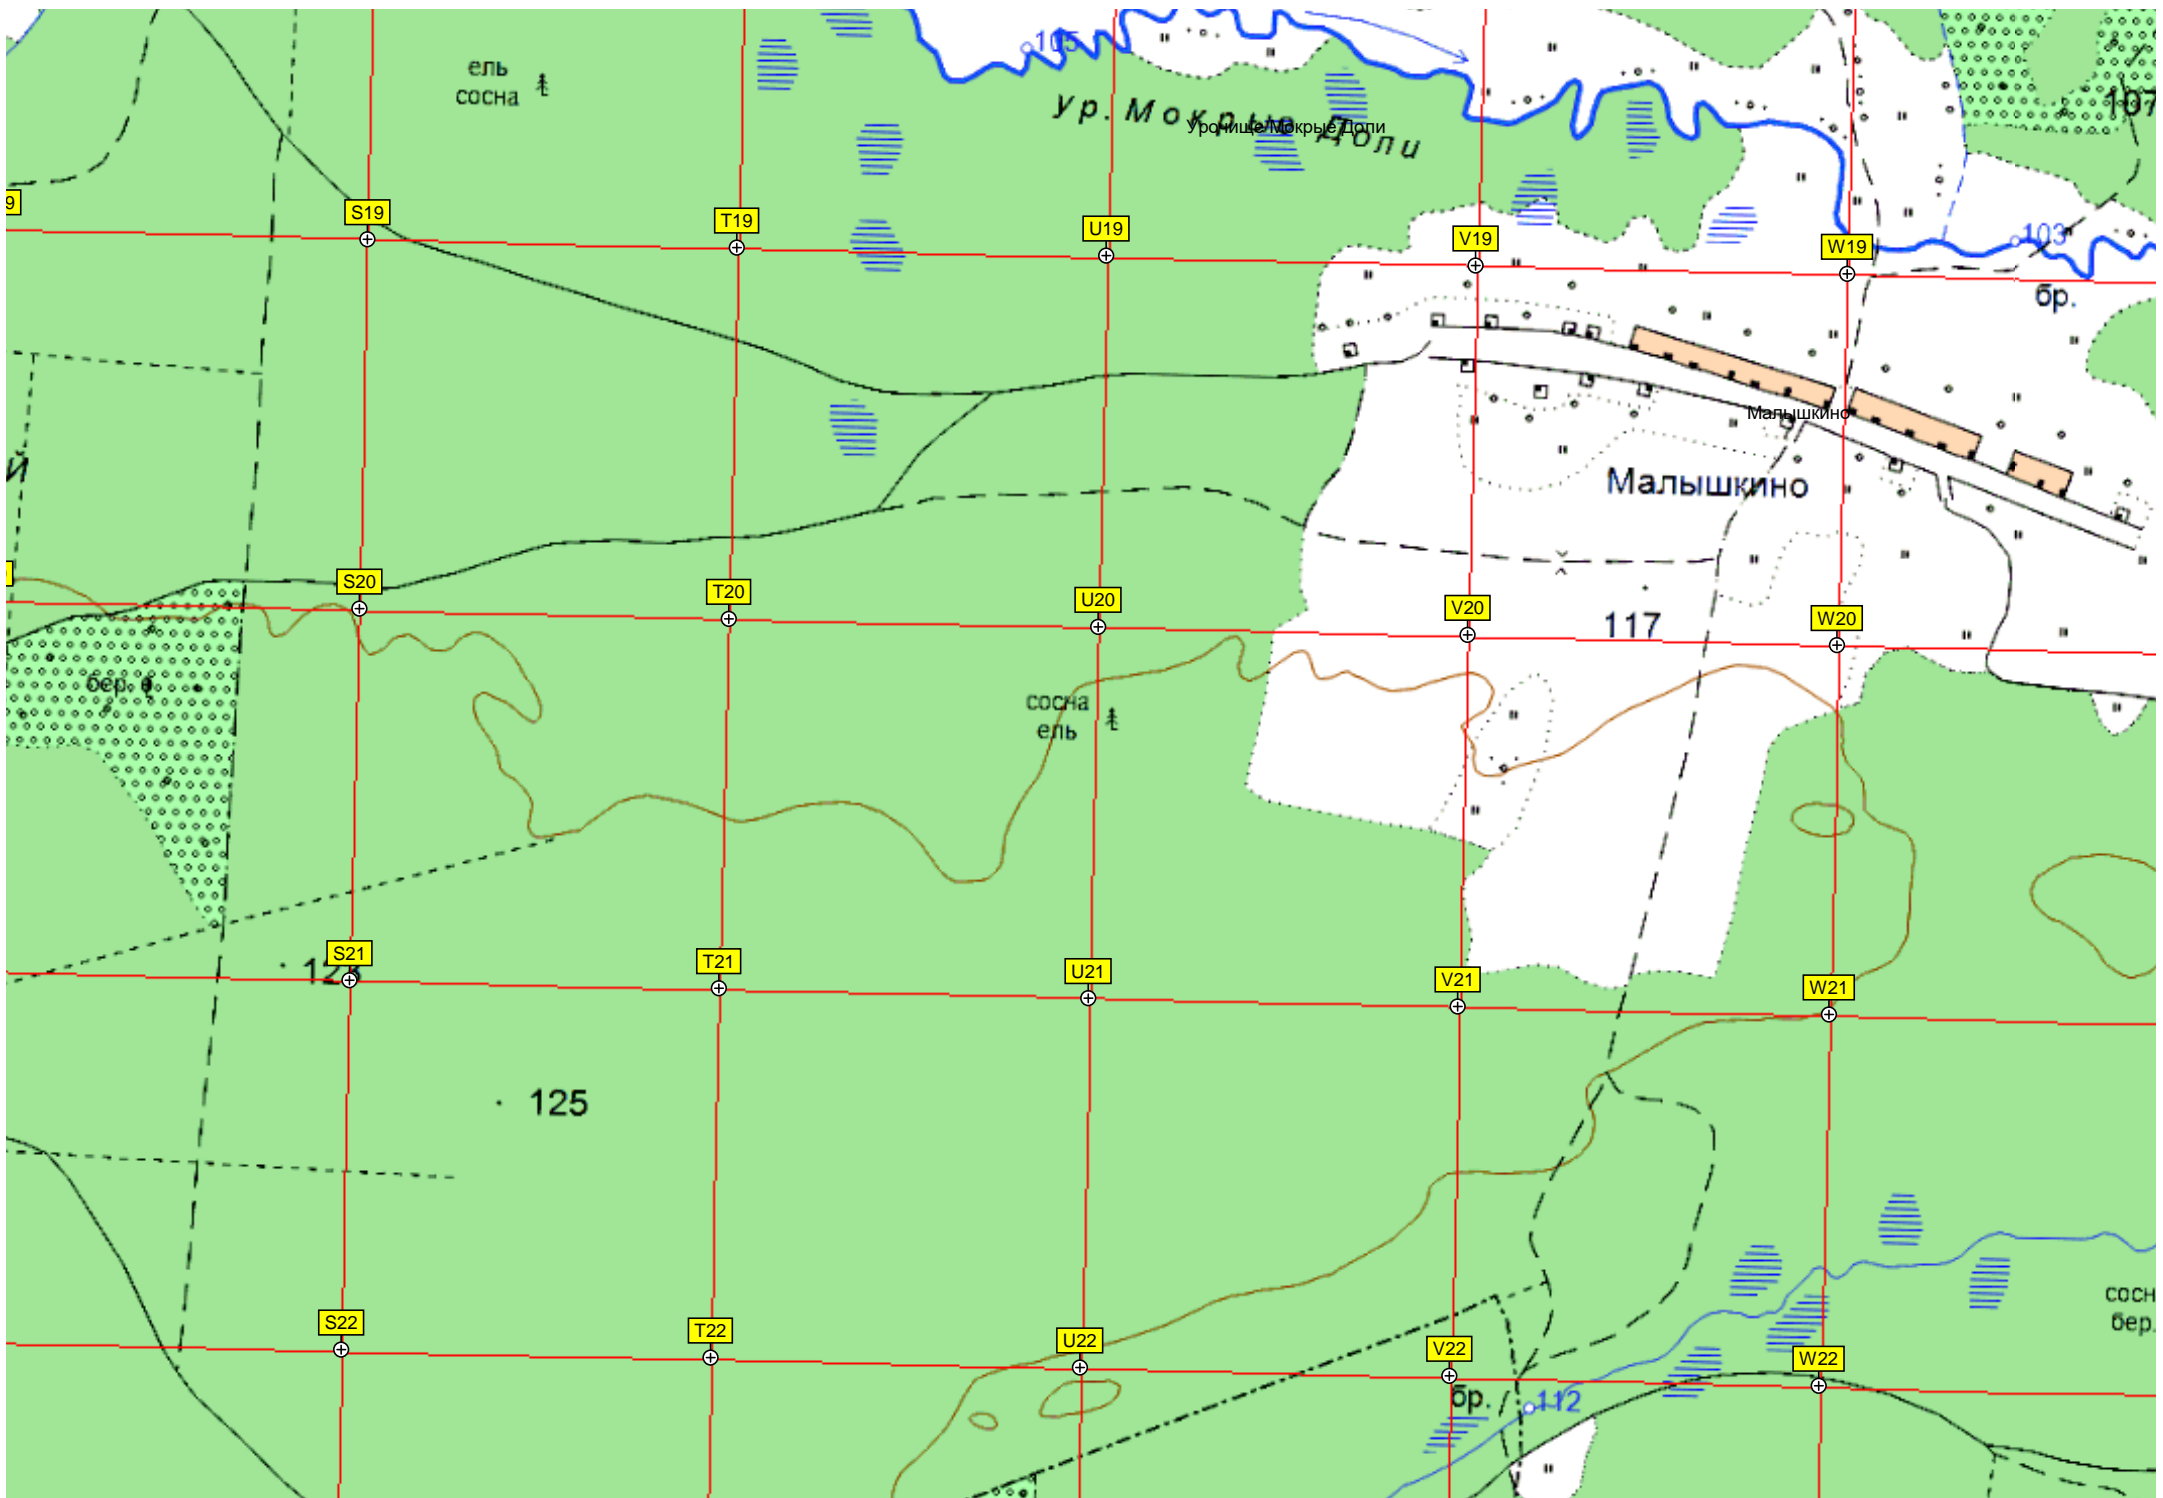 105
ель
сосна
ур. Мокрые Доли
Урочище Мокрые Доли
107
9
S19
T19
U19
V19
W19
103
бр.
Малышкино
й
Малышкино
S20
T20
U20
V20
W20
117
бер.
сосна
ель
S21
T21
U21
V21
W21
125
сосн
бер.
S22
T22
U22
V22
W22
бр.
112